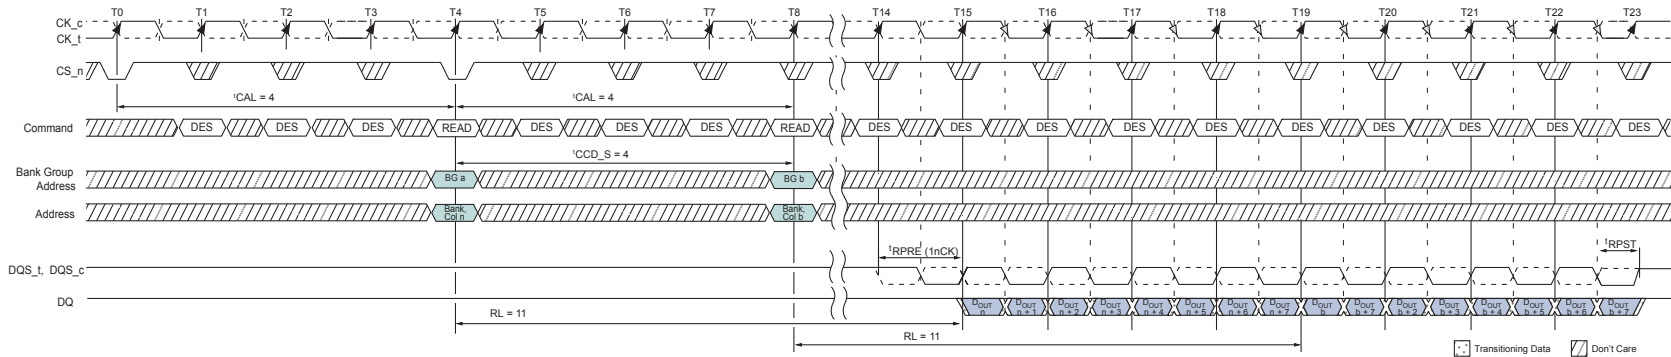 T0 T1 T2 T3 T4 T5 T6 T7 T8 T14 T15 T16 T17 T18 T19 T20 T21 T22 T23
CK_c
CK_t
CS_n
tCAL = 4 tCAL = 4
Command DES DES DES READ DES DES DES READ DES DES DES DES DES DES DES DES DES DES
tCCD_S = 4
Bank Group
Address BG a BG b
Address Bank, Col n Bank, Col b
tRPRE (1nCK) tRPST
DQS_t, DQS_c
DQ DOUT n DOUT n + 1 DOUT n + 2 DOUT n + 3 DOUT n + 4 DOUT n + 5 DOUT n + 6 DOUT n + 7 DOUT b DOUT b + 7 DOUT b + 2 DOUT b + 3 DOUT b + 4 DOUT b + 5 DOUT b + 6 DOUT b + 7
RL = 11
RL = 11
Transitioning Data Don't Care